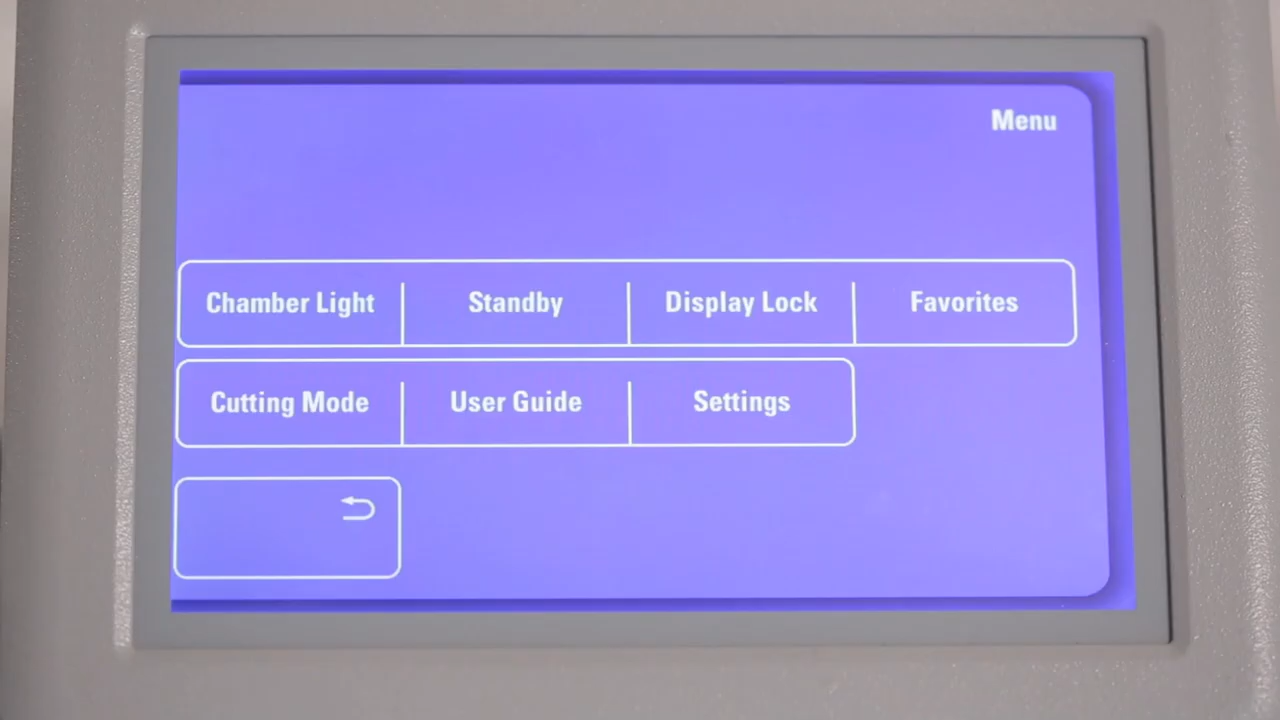 Menu
Chamber Light Standby Display Lock Favorites
Cutting Mode User Guide Settings